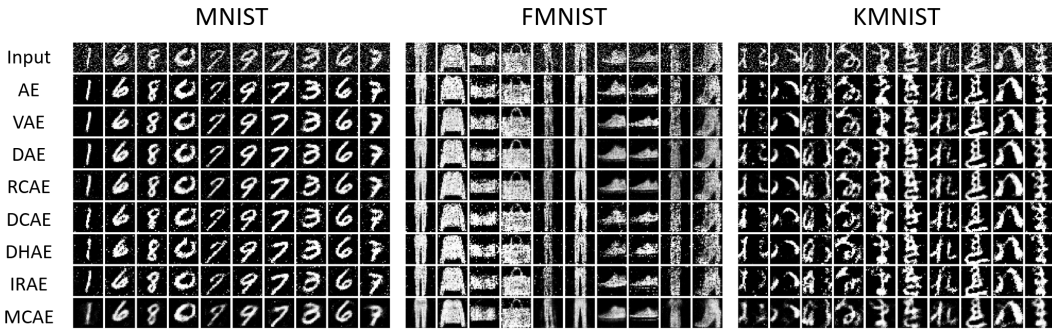 MNIST FMNIST KMNIST
Input
AE
VAE
DAE
RCAE
DCAE
DHAE
IRAE
MCAE